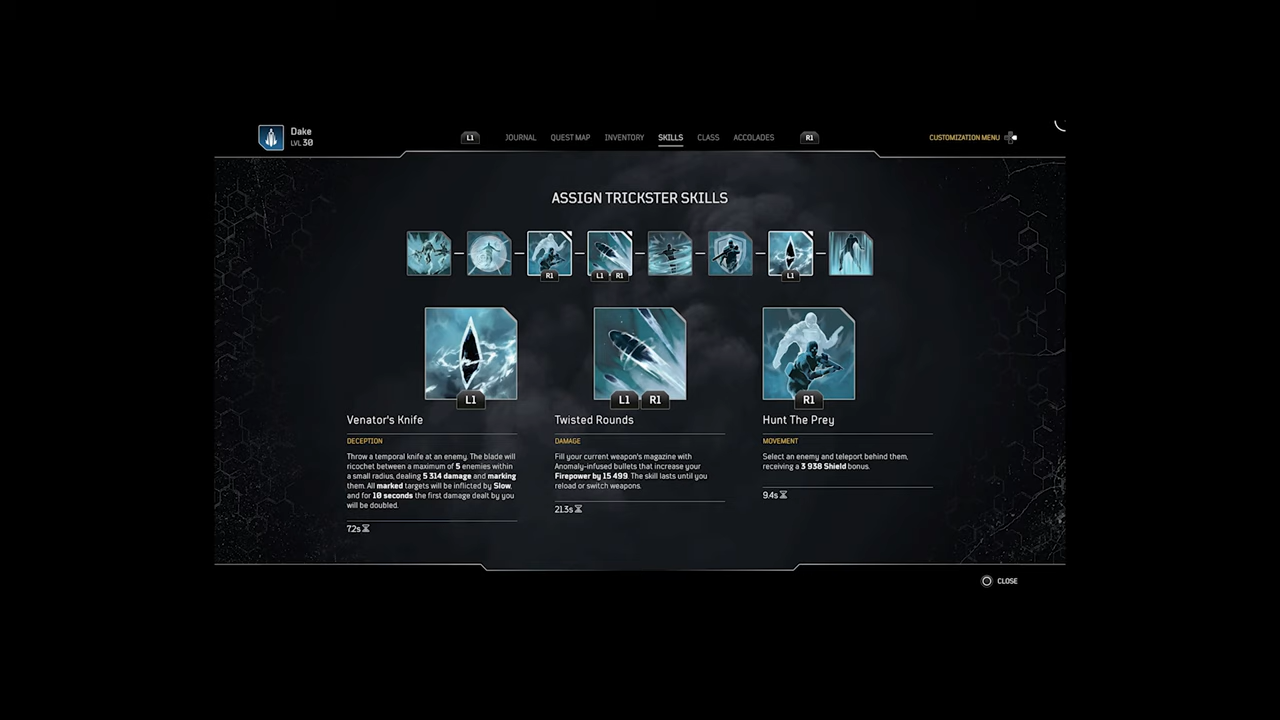 Dake
LVL 30
L1
JOURNAL
QUEST MAP
INVENTORY
SKILLS
CLASS
ACCOLADES
R1
CUSTOMIZATION MENU
ASSIGN TRICKSTER SKILLS
R1
L1
R1
L1
L1
L1
R1
R1
Venator's Knife
DECEPTION
Throw a temporal knife at an enemy. The blade will
ricochet between a maximum of 5 enemies within
a small radius, dealing 5 314 damage and marking
them. All marked targets will be inflicted by Slow,
and for 10 seconds the first damage dealt by you
will be doubled.
7.2s
Twisted Rounds
DAMAGE
Fill your current weapon's magazine with
Anomaly-infused bullets that increase your
Firepower by 15 499. The skill lasts until you
reload or switch weapons.
21.3s
Hunt The Prey
MOVEMENT
Select an enemy and teleport behind them,
receiving a 3 938 Shield bonus.
9.4s
CLOSE